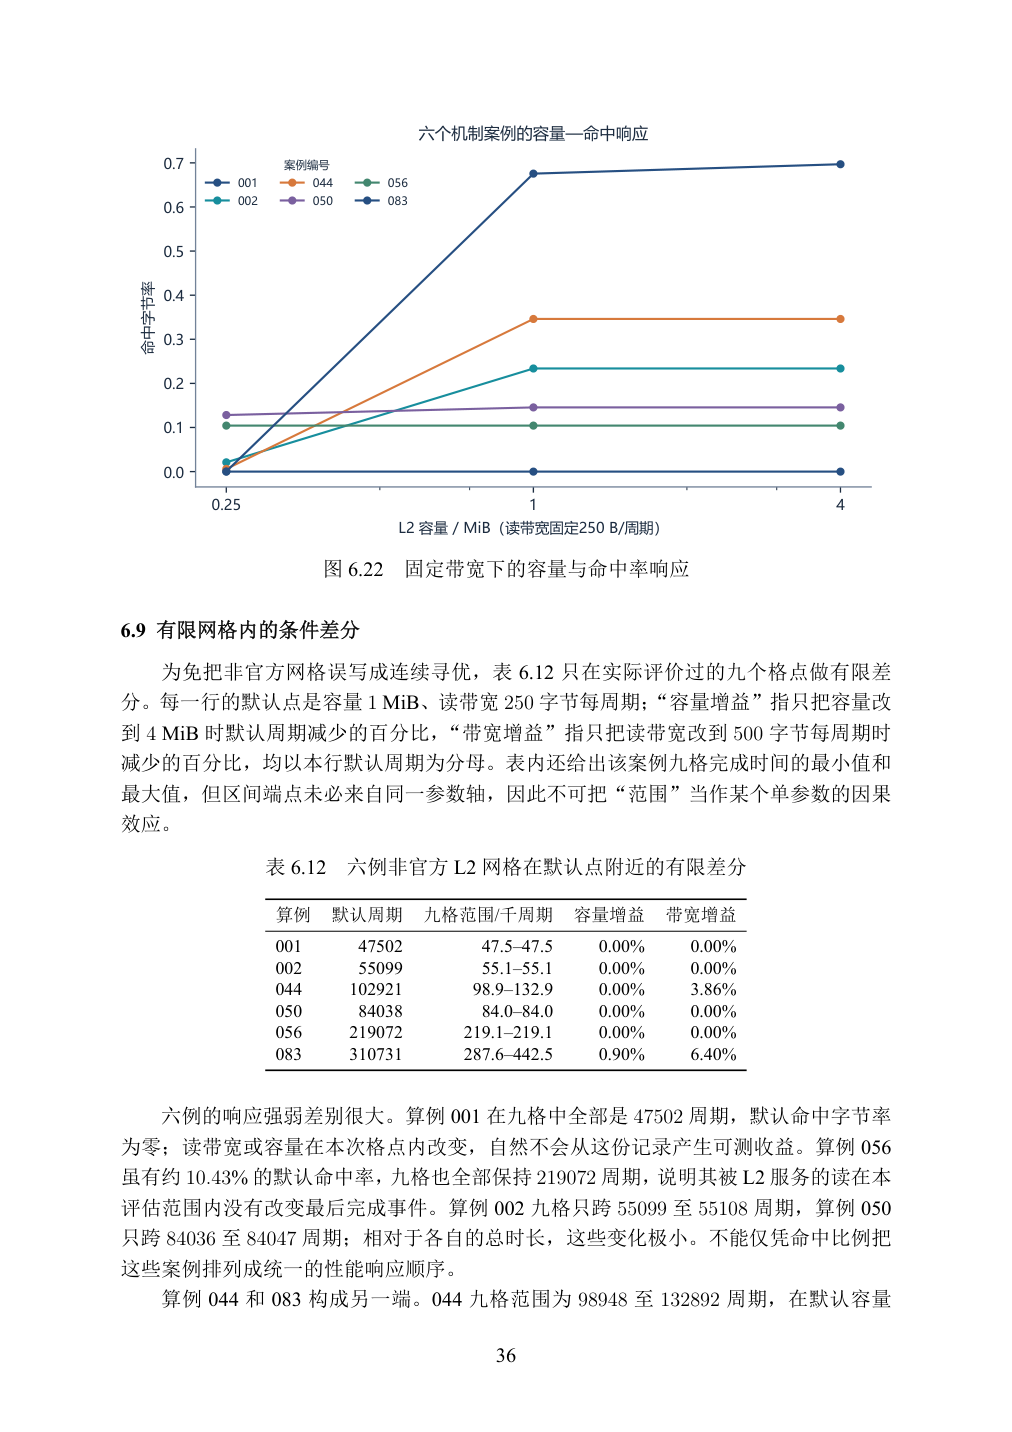 六个机制案例的容量—命中响应
案例编号
001 044 056
002 050 083
0.7
0.6
0.5
0.4
0.3
0.2
0.1
0.0
命中字节率
0.25 1 4
L2 容量 / MiB（读带宽固定250 B/周期）
图 6.22 固定带宽下的容量与命中率响应
6.9 有限网格内的条件差分
为免把非官方网格误写成连续寻优，表 6.12 只在实际评价过的九个格点做有限差
分。每一行的默认点是容量 1 MiB、读带宽 250 字节每周期；“容量增益”指只把容量改
到 4 MiB 时默认周期减少的百分比，“带宽增益”指只把读带宽改到 500 字节每周期时
减少的百分比，均以本行默认周期为分母。表内还给出该案例九格完成时间的最小值和
最大值，但区间端点未必来自同一参数轴，因此不可把“范围”当作某个单参数的因果
效应。
表 6.12 六例非官方 L2 网格在默认点附近的有限差分
算例 默认周期 九格范围/千周期 容量增益 带宽增益
001 47502 47.5–47.5 0.00% 0.00%
002 55099 55.1–55.1 0.00% 0.00%
044 102921 98.9–132.9 0.00% 3.86%
050 84038 84.0–84.0 0.00% 0.00%
056 219072 219.1–219.1 0.00% 0.00%
083 310731 287.6–442.5 0.90% 6.40%
六例的响应强弱差别很大。算例 001 在九格中全部是 47502 周期，默认命中字节率
为零；读带宽或容量在本次格点内改变，自然不会从这份记录产生可测收益。算例 056
虽有约 10.43% 的默认命中率，九格也全部保持 219072 周期，说明其被 L2 服务的读在本
评估范围内没有改变最后完成事件。算例 002 九格只跨 55099 至 55108 周期，算例 050
只跨 84036 至 84047 周期；相对于各自的总时长，这些变化极小。不能仅凭命中比例把
这些案例排列成统一的性能响应顺序。
算例 044 和 083 构成另一端。044 九格范围为 98948 至 132892 周期，在默认容量
36